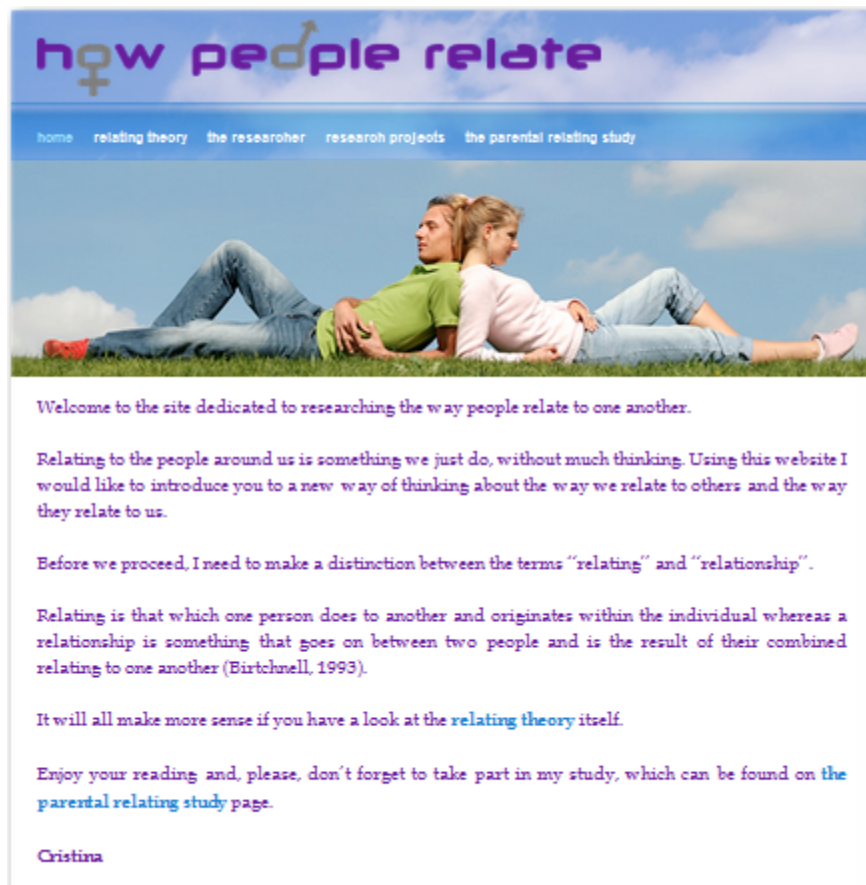 how people relate
home relating theory the researcher research projects the parental relating study
Welcome to the site dedicated to researching the way people relate to one another.
Relating to the people around us is something we just do, without much thinking. Using this website I
would like to introduce you to a new way of thinking about the way we relate to others and the way
they relate to us.
Before we proceed, I need to make a distinction between the terms “relating” and “relationship”.
Relating is that which one person does to another and originates within the individual whereas a
relationship is something that goes on between two people and is the result of their combined
relating to one another (Birtchnell, 1993).
It will all make more sense if you have a look at the relating theory itself.
Enjoy your reading and, please, don’t forget to take part in my study, which can be found on the
parental relating study page.
Cristina